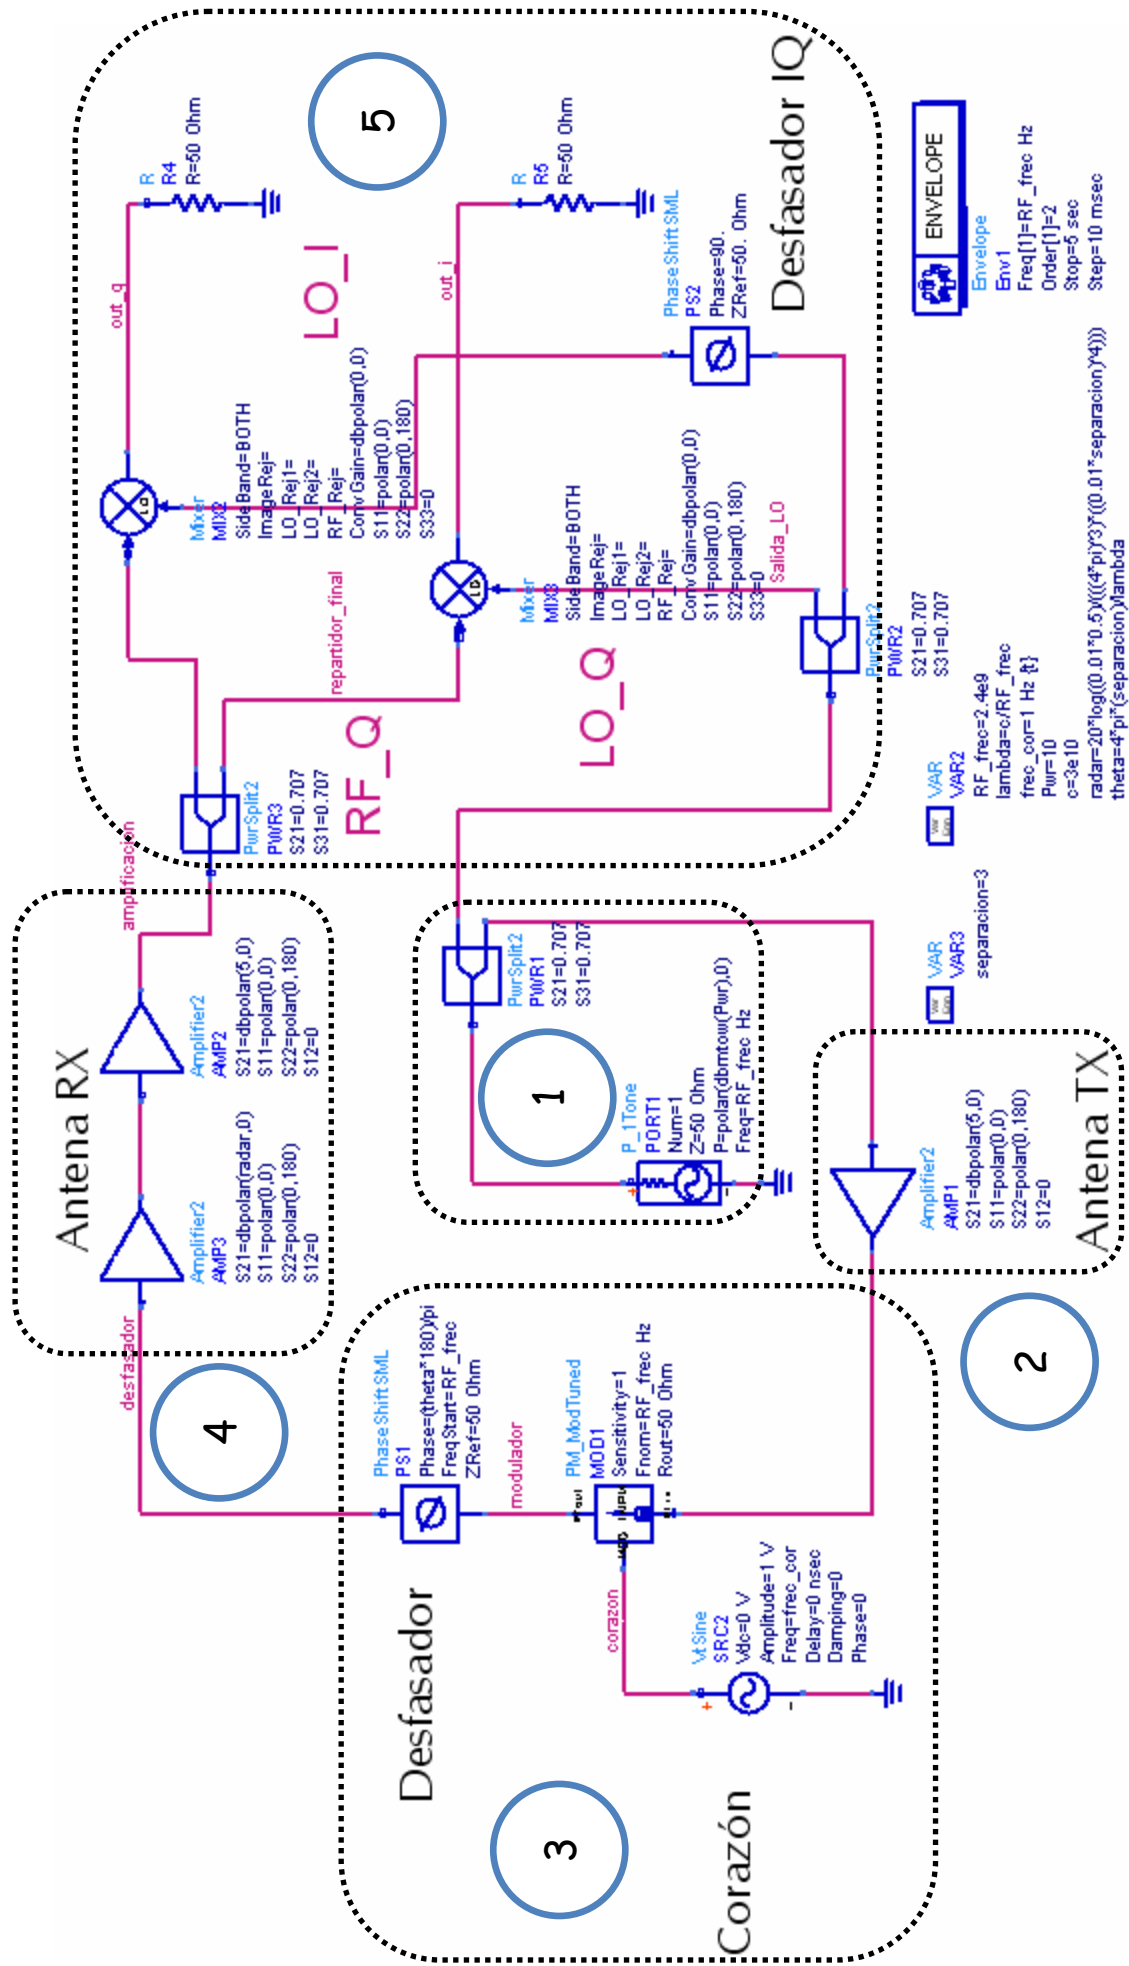 Antena RX
desfasador
Amplifier2
AMP3
S21=dbpolar(radar,0)
S11=polar(0,0)
S22=polar(0,180)
S12=0
Amplifier2
AMP2
S21=dbpolar(5,0)
S11=polar(0,0)
S22=polar(0,180)
S12=0
amplificacion
4
PwrSplit2
PWR3
S21=0.707
S31=0.707
RF_Q
repartidor_final
Mixer
MIX2
SideBand=BOTH
ImageRej=
LO_Rej1=
LO_Rej2=
RF_Rej=
ConvGain=dbpolar(0,0)
S11=polar(0,0)
S22=polar(0,180)
S33=0
LO
out_q
R
R4
R=50 Ohm
LO_I
5
out_i
R
R5
R=50 Ohm
Mixer
MIX3
SideBand=BOTH
ImageRej=
LO_Rej1=
LO_Rej2=
RF_Rej=
ConvGain=dbpolar(0,0)
S11=polar(0,0)
S22=polar(0,180)
S33=0
LO
LO_Q
Salida_LO
PhaseShiftSML
PS2
Phase=90.
ZRef=50. Ohm
Desfasador IQ
PwrSplit2
PWR2
S21=0.707
S31=0.707
PwrSplit2
PWR1
S21=0.707
S31=0.707
1
P_1Tone
PORT1
Num=1
Z=50 Ohm
P=polar(dbmtow(Pwr),0)
Freq=RF_frec Hz
Desfasador
PhaseShiftSML
PS1
Phase=(theta*180)/pi
FreqStart=RF_frec
ZRef=50 Ohm
modulador
PM_ModTuned
MOD1
Sensitivity=1
Fnom=RF_frec Hz
Rout=50 Ohm
corazon
3
VtSine
SRC2
Vdc=0 V
Amplitude=1 V
Freq=frec_cor
Delay=0 nsec
Damping=0
Phase=0
Corazón
Amplifier2
AMP1
S21=dbpolar(5,0)
S11=polar(0,0)
S22=polar(0,180)
S12=0
Antena TX
2
VAR
VAR3
separacion=3
VAR
VAR2
RF_frec=2.4e9
lambda=c/RF_frec
frec_cor=1 Hz {t}
Pwr=10
c=3e10
radar=20*log((0.01*0.5)/(((4*pi)^3)*((0.01*separacion)^4)))
theta=4*pi*(separacion)/lambda
ENVELOPE
Envelope
Env1
Freq[1]=RF_frec Hz
Order[1]=2
Stop=5 sec
Step=10 msec